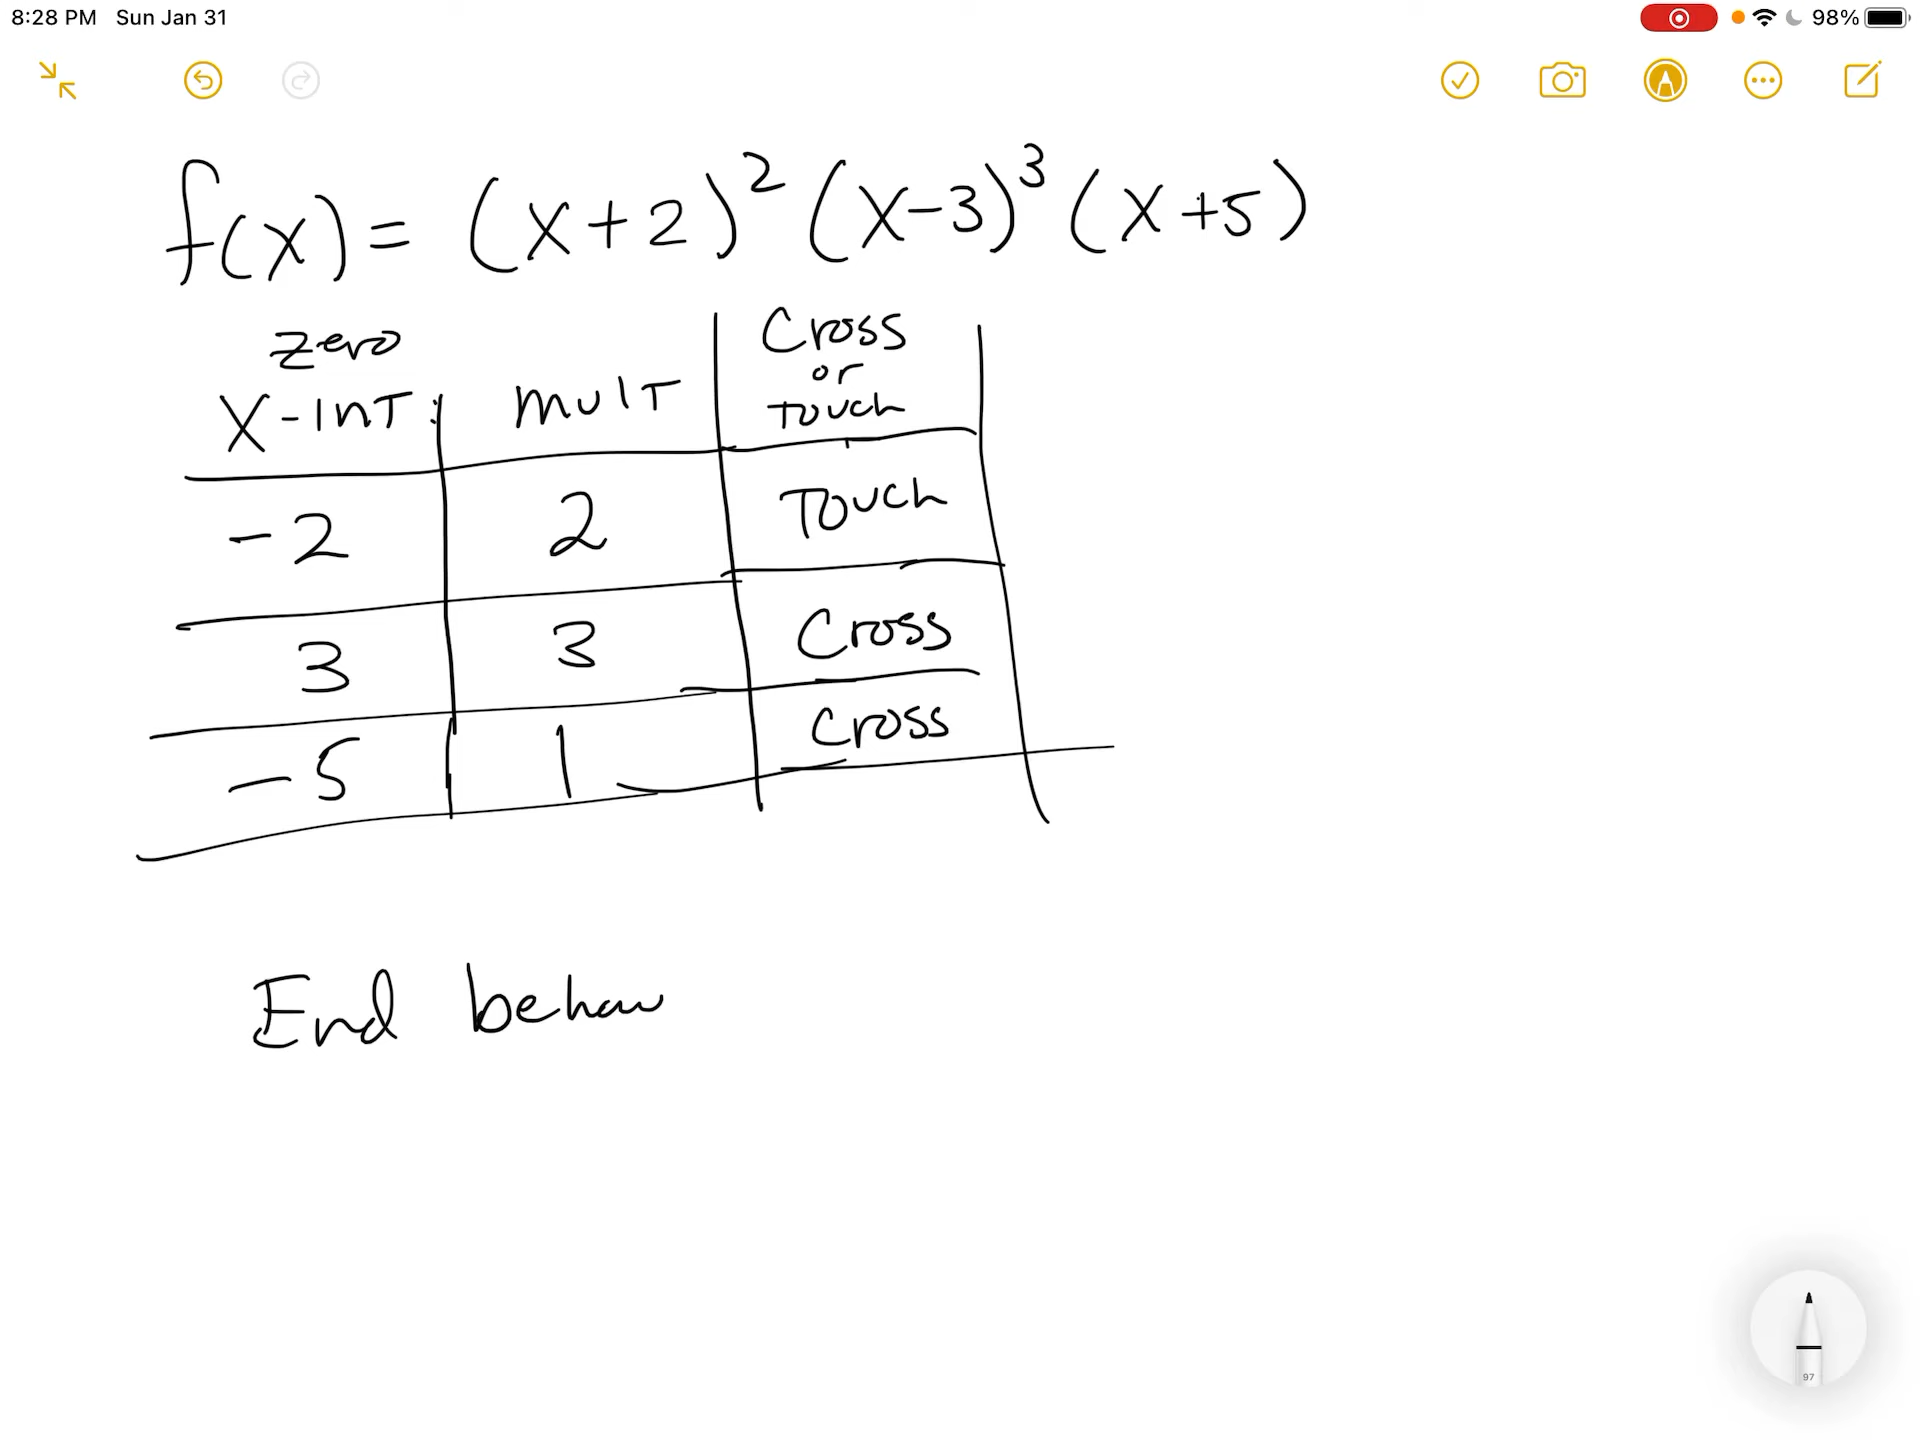 8:28 PM Sun Jan 31 98%
f(x) = (x+2)² (x-3)³ (x+5)
zero
x-int: mult Cross or touch
-2 2 Touch
3 3 Cross
-5 1 Cross
End behav
97